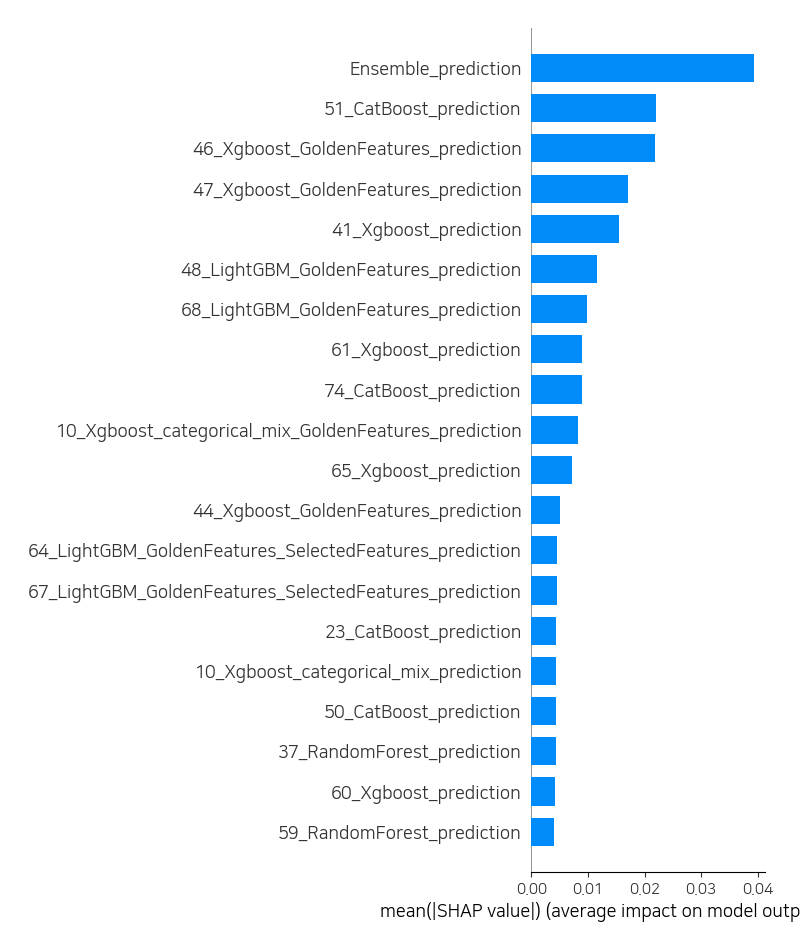 Ensemble_prediction
51_CatBoost_prediction
46_Xgboost_GoldenFeatures_prediction
47_Xgboost_GoldenFeatures_prediction
41_Xgboost_prediction
48_LightGBM_GoldenFeatures_prediction
68_LightGBM_GoldenFeatures_prediction
61_Xgboost_prediction
74_CatBoost_prediction
10_Xgboost_categorical_mix_GoldenFeatures_prediction
65_Xgboost_prediction
44_Xgboost_GoldenFeatures_prediction
64_LightGBM_GoldenFeatures_SelectedFeatures_prediction
67_LightGBM_GoldenFeatures_SelectedFeatures_prediction
23_CatBoost_prediction
10_Xgboost_categorical_mix_prediction
50_CatBoost_prediction
37_RandomForest_prediction
60_Xgboost_prediction
59_RandomForest_prediction
0.00 0.01 0.02 0.03 0.04
mean(|SHAP value|) (average impact on model outp